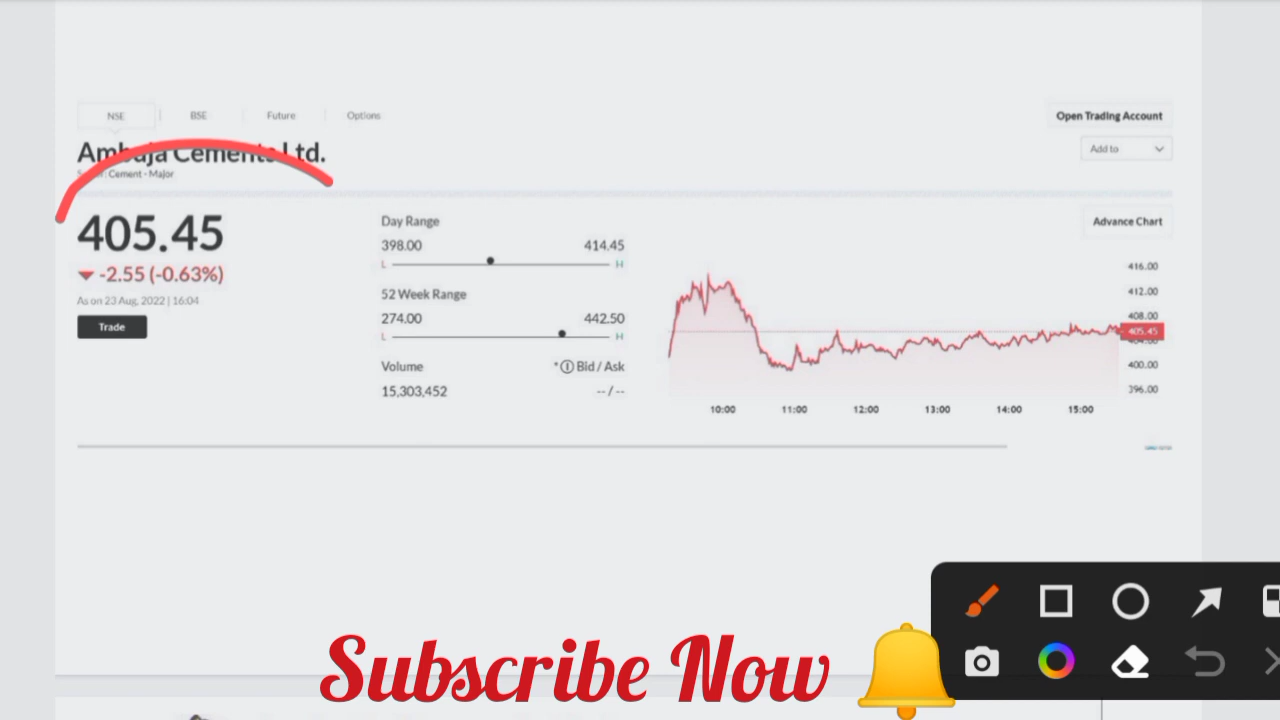 NSE BSE Future Options
Open Trading Account
Ambuja Cements Ltd.
Add to
Cement - Major
405.45
-2.55 (-0.63%)
As on 23 Aug, 2022 | 16:04
Trade
Day Range
398.00 414.45
L H
52 Week Range
274.00 442.50
L H
Volume * Bid / Ask
15,303,452 -- / --
Advance Chart
416.00
412.00
408.00
405.45
400.00
396.00
10:00 11:00 12:00 13:00 14:00 15:00
Subscribe Now